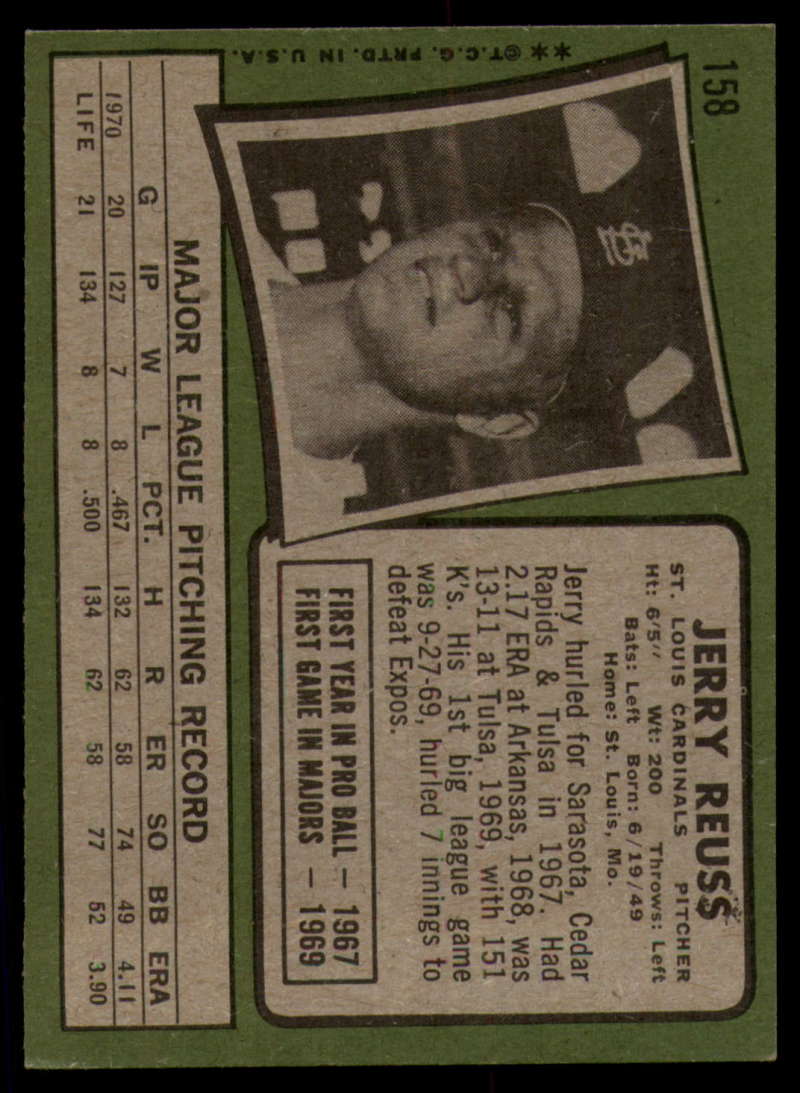 158
**©T.C.G. PRTD. IN U.S.A.
JERRY REUSS
ST. LOUIS CARDINALS PITCHER
Ht: 6'5" Wt: 200 Throws: Left
Bats: Left Born: 6/19/49
Home: St. Louis, Mo.
Jerry hurled for Sarasota, Cedar
Rapids & Tulsa in 1967. Had
2.17 ERA at Arkansas, 1968, was
13-11 at Tulsa, 1969, with 151
K's. His 1st big league game
was 9-27-69, hurled 7 innings to
defeat Expos.
FIRST YEAR IN PRO BALL — 1967
FIRST GAME IN MAJORS — 1969
MAJOR LEAGUE PITCHING RECORD
G IP W L PCT. H R ER SO BB ERA
1970 20 127 7 8 .467 132 62 58 74 49 4.11
LIFE 21 134 8 8 .500 134 62 58 77 52 3.90
StL